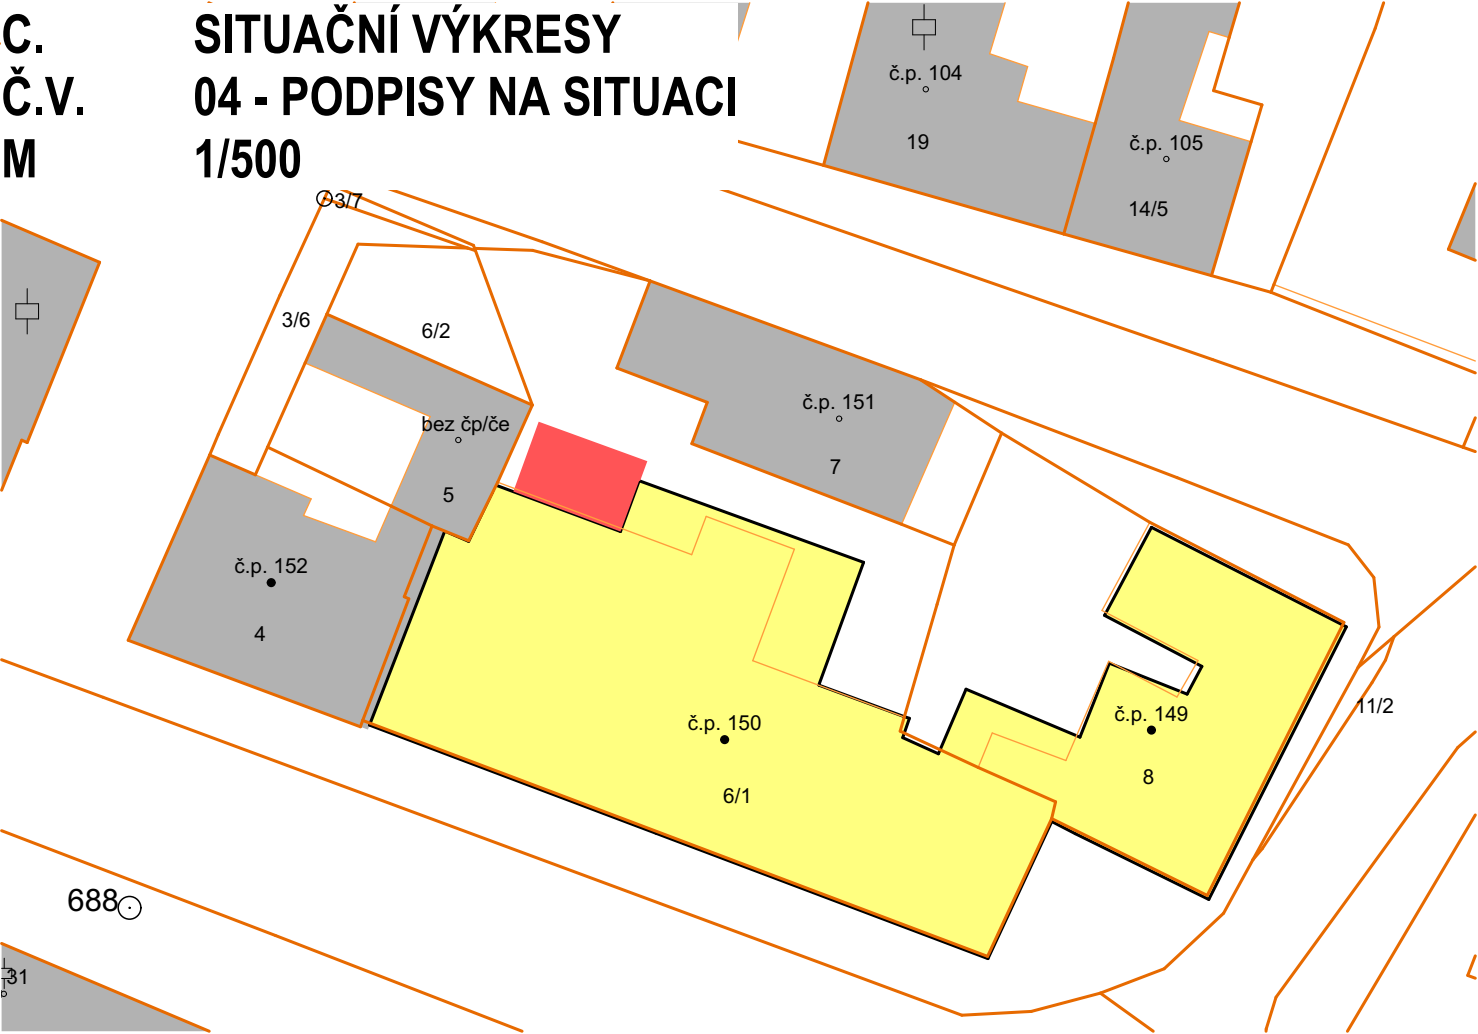 C. SITUAČNÍ VÝKRESY
Č.V. 04 - PODPISY NA SITUACI
M 1/500
č.p. 104
19
č.p. 105
14/5
3/7
3/6
6/2
bez čp/če
5
č.p. 151
7
č.p. 152
4
č.p. 150
6/1
č.p. 149
8
11/2
688
31